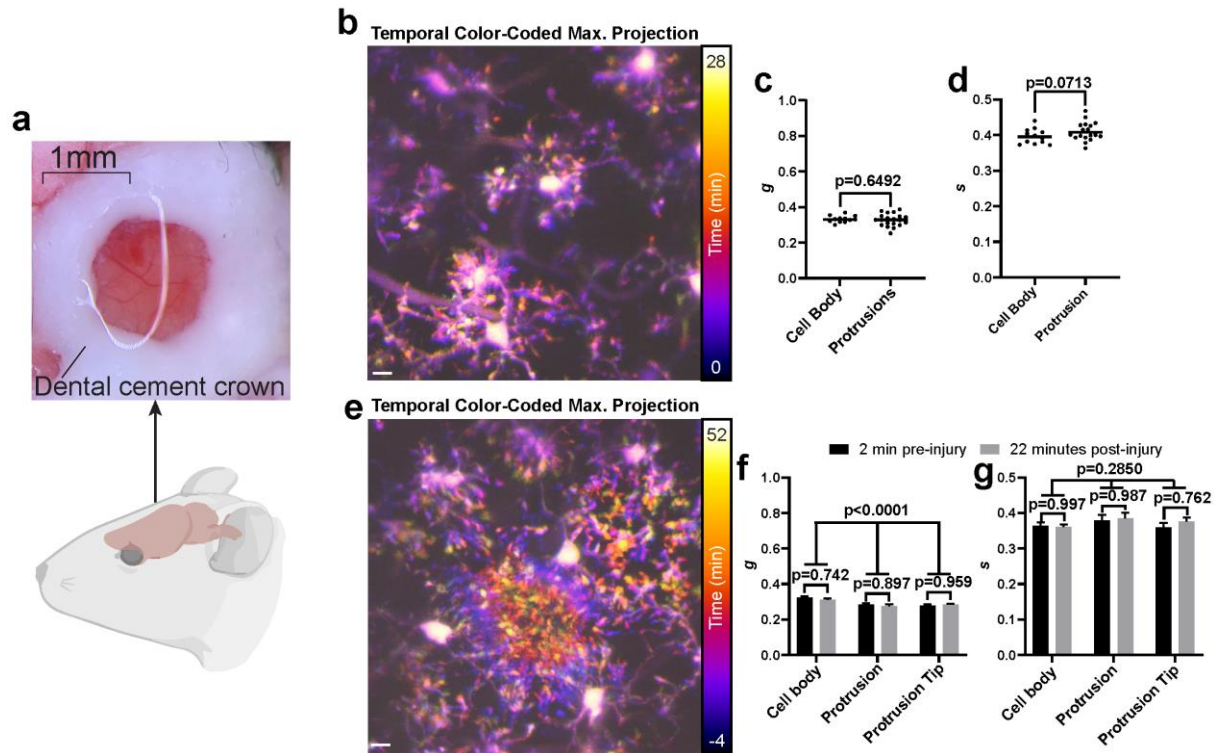 a
1mm
Dental cement crown
b
Temporal Color-Coded Max. Projection
28
Time (min)
0
c
p=0.6492
g
1.0
0.8
0.6
0.4
0.2
0.0
Cell Body
Protrusions
d
p=0.0713
s
0.5
0.4
0.3
0.2
0.1
0.0
Cell Body
Protrusion
e
Temporal Color-Coded Max. Projection
52
Time (min)
-4
2 min pre-injury
22 minutes post-injury
f
p<0.0001
p=0.742
p=0.897
p=0.959
g
1.0
0.8
0.6
0.4
0.2
0.0
Cell body
Protrusion
Protrusion Tip
g
p=0.2850
p=0.997
p=0.987
p=0.762
s
0.5
0.4
0.3
0.2
0.1
0.0
Cell body
Protrusion
Protrusion Tip